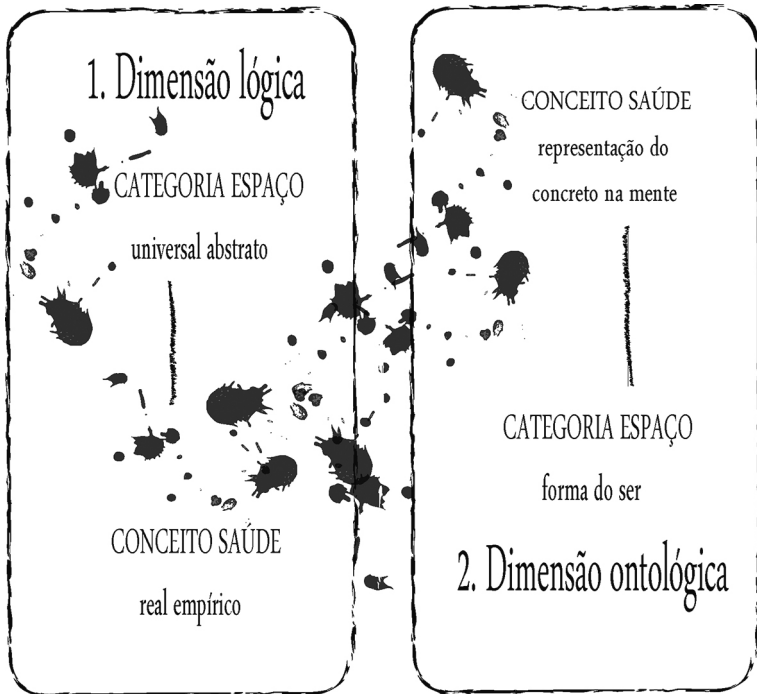 1. Dimensão lógica
CATEGORIA ESPAÇO
universal abstrato
CONCEITO SAÚDE
real empírico
CONCEITO SAÚDE
representação do
concreto na mente
CATEGORIA ESPAÇO
forma do ser
2. Dimensão ontológica